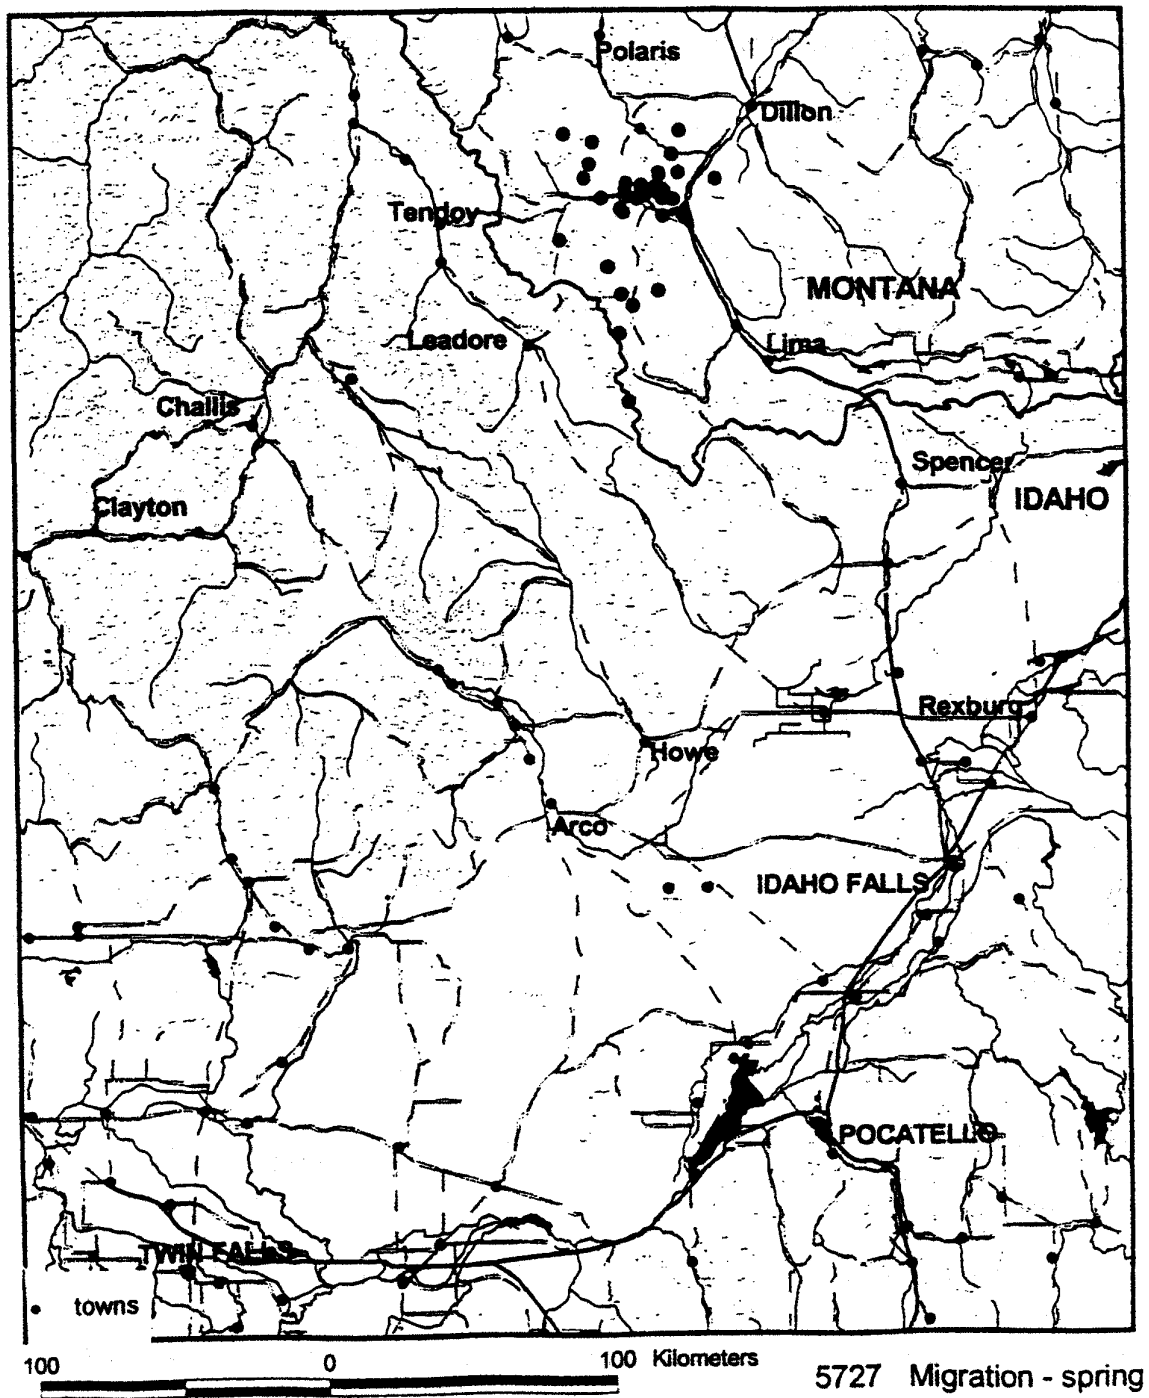 Polaris
Dillon
Tendoy
MONTANA
Leadore
Lima
Challis
Spencer
IDAHO
Clayton
Rexburg
Howe
Arco
IDAHO FALLS
POCATELLO
TWIN FALLS
towns
100 0 100 Kilometers
5727 Migration - spring